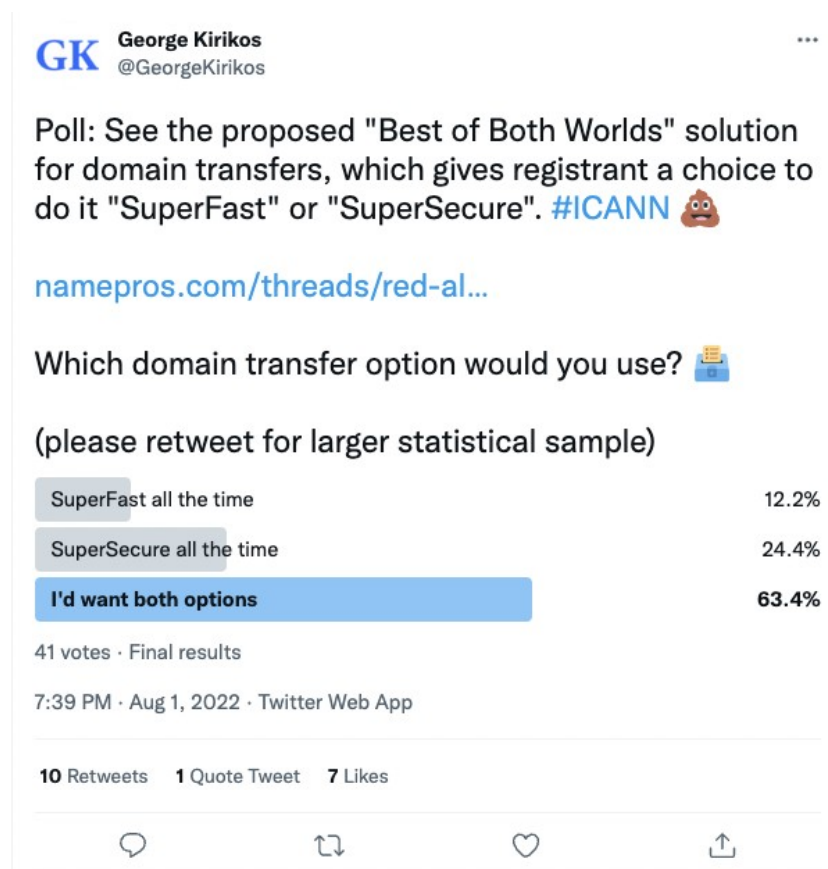 GK
George Kirikos
@GeorgeKirikos
Poll: See the proposed "Best of Both Worlds" solution
for domain transfers, which gives registrant a choice to
do it "SuperFast" or "SuperSecure". #ICANN 💩
namepros.com/threads/red-al…
Which domain transfer option would you use? 🗳️
(please retweet for larger statistical sample)
SuperFast all the time 12.2%
SuperSecure all the time 24.4%
I'd want both options 63.4%
41 votes · Final results
7:39 PM · Aug 1, 2022 · Twitter Web App
10 Retweets 1 Quote Tweet 7 Likes